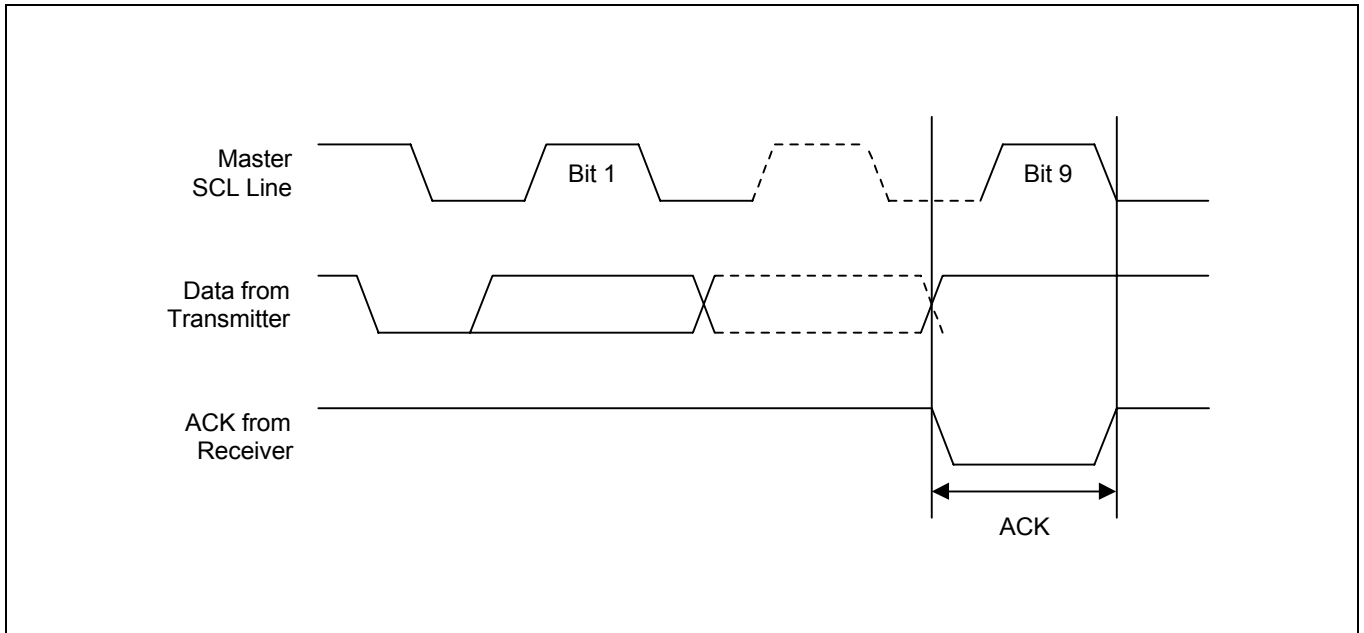 Master
SCL Line
Bit 1
Bit 9
Data from
Transmitter
ACK from
Receiver
ACK